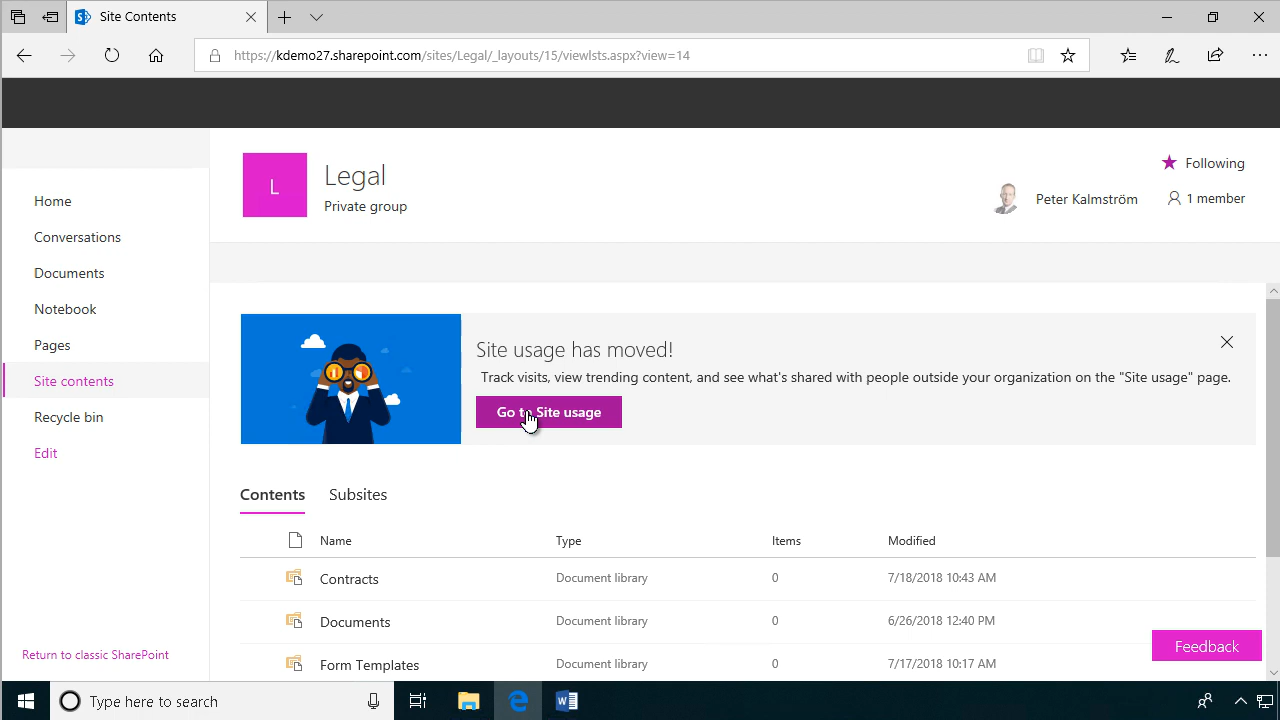 Site Contents
https://kdemo27.sharepoint.com/sites/Legal/_layouts/15/viewlsts.aspx?view=14
L
Legal
Private group
Following
Peter Kalmström
1 member
Home
Conversations
Documents
Notebook
Pages
Site contents
Recycle bin
Edit
Return to classic SharePoint
Site usage has moved!
Track visits, view trending content, and see what's shared with people outside your organization on the "Site usage" page.
Go to Site usage
Contents Subsites
Name Type Items Modified
Contracts Document library 0 7/18/2018 10:43 AM
Documents Document library 0 6/26/2018 12:40 PM
Form Templates Document library 0 7/17/2018 10:17 AM
Feedback
Type here to search